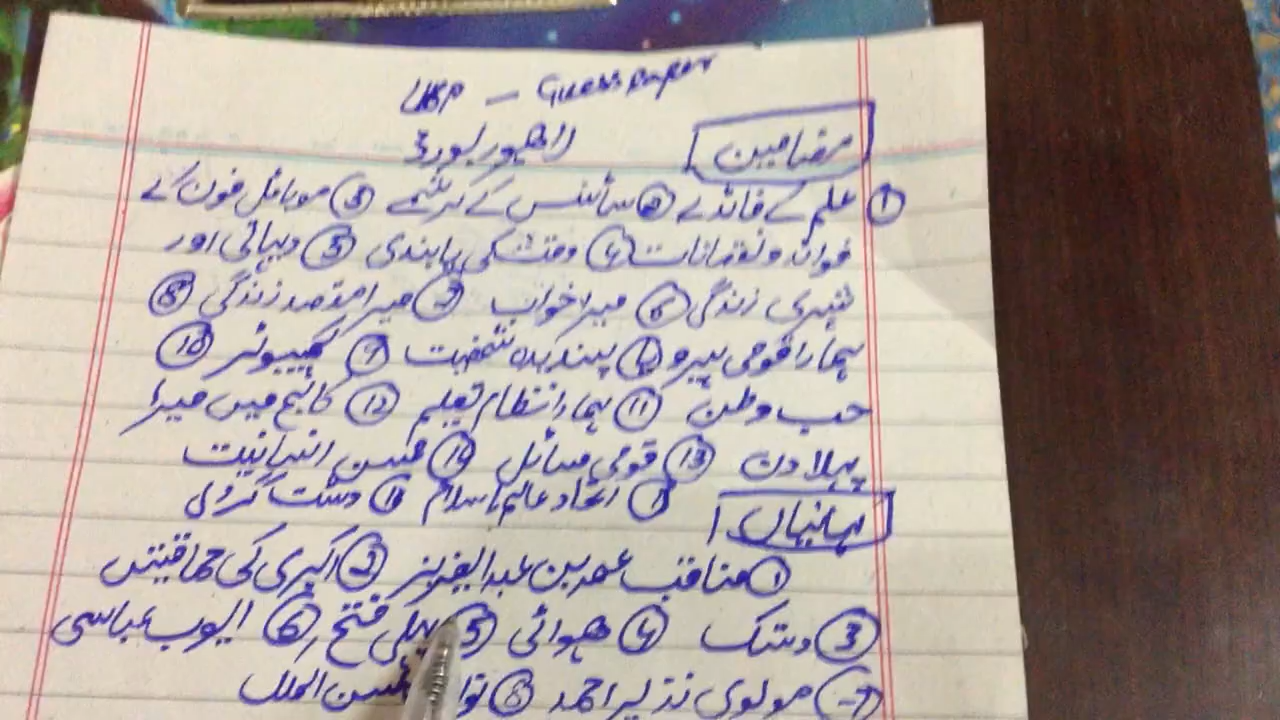 Guess paper
لاہور بورڈ
مضامین
① علم کے فائدے ② سائنس کے کرشمے ③ موبائل فون کے
فوائد و نقصانات ④ وقت کی پابندی ⑤ دیہاتی اور
شہری زندگی ⑥ میرا خواب ⑦ میرا مقصد زندگی ⑧
ہمارا قومی ہیرو پسندیدہ شخصیت ⑨ کمپیوٹر ⑩
حب وطن ⑪ ہمارا نظام تعلیم ⑫ کالج میں میرا
پہلا دن ⑬ قومی مسائل ⑭ محسن انسانیت
اتحاد عالم اسلام دہشت گردی
کہانیاں
① مناقب عمر بن عبدالعزیز ② اکبری کی حماقتیں
③ دستک ④ ہوائی ⑤ پہلی فتح ⑥ ایوب عباسی
⑦ مولوی نذیر احمد ⑧ محسن الملک